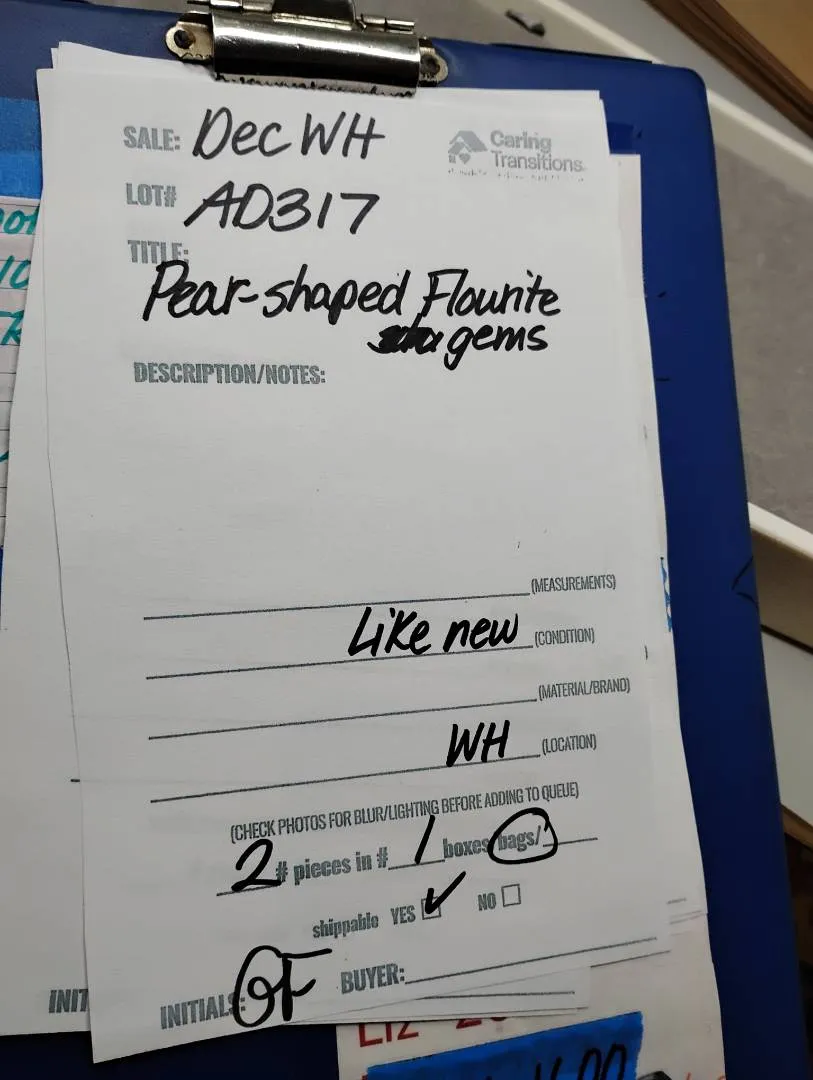 SALE: Dec WH
Caring
Transitions
LOT# AD317
TITLE:
Pear-shaped Flourite
gems
DESCRIPTION/NOTES:
(MEASUREMENTS)
Like new (CONDITION)
(MATERIAL/BRAND)
WH (LOCATION)
(CHECK PHOTOS FOR BLUR/LIGHTING BEFORE ADDING TO QUEUE)
2 # pieces in # 1 boxes bags/
shippable YES NO
INITIALS: OF BUYER:
INIT